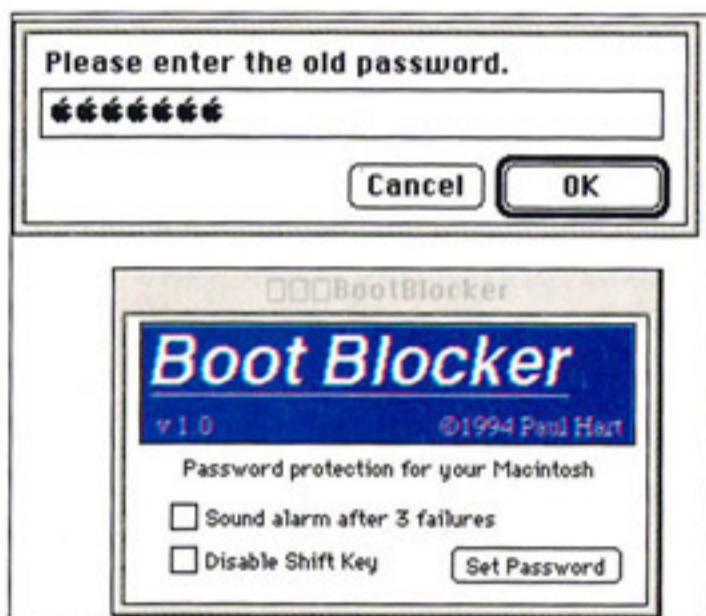 Please enter the old password.
Cancel OK
BootBlocker
Boot Blocker
v 1.0 ©1994 Paul Hart
Password protection for your Macintosh
Sound alarm after 3 failures
Disable Shift Key Set Password